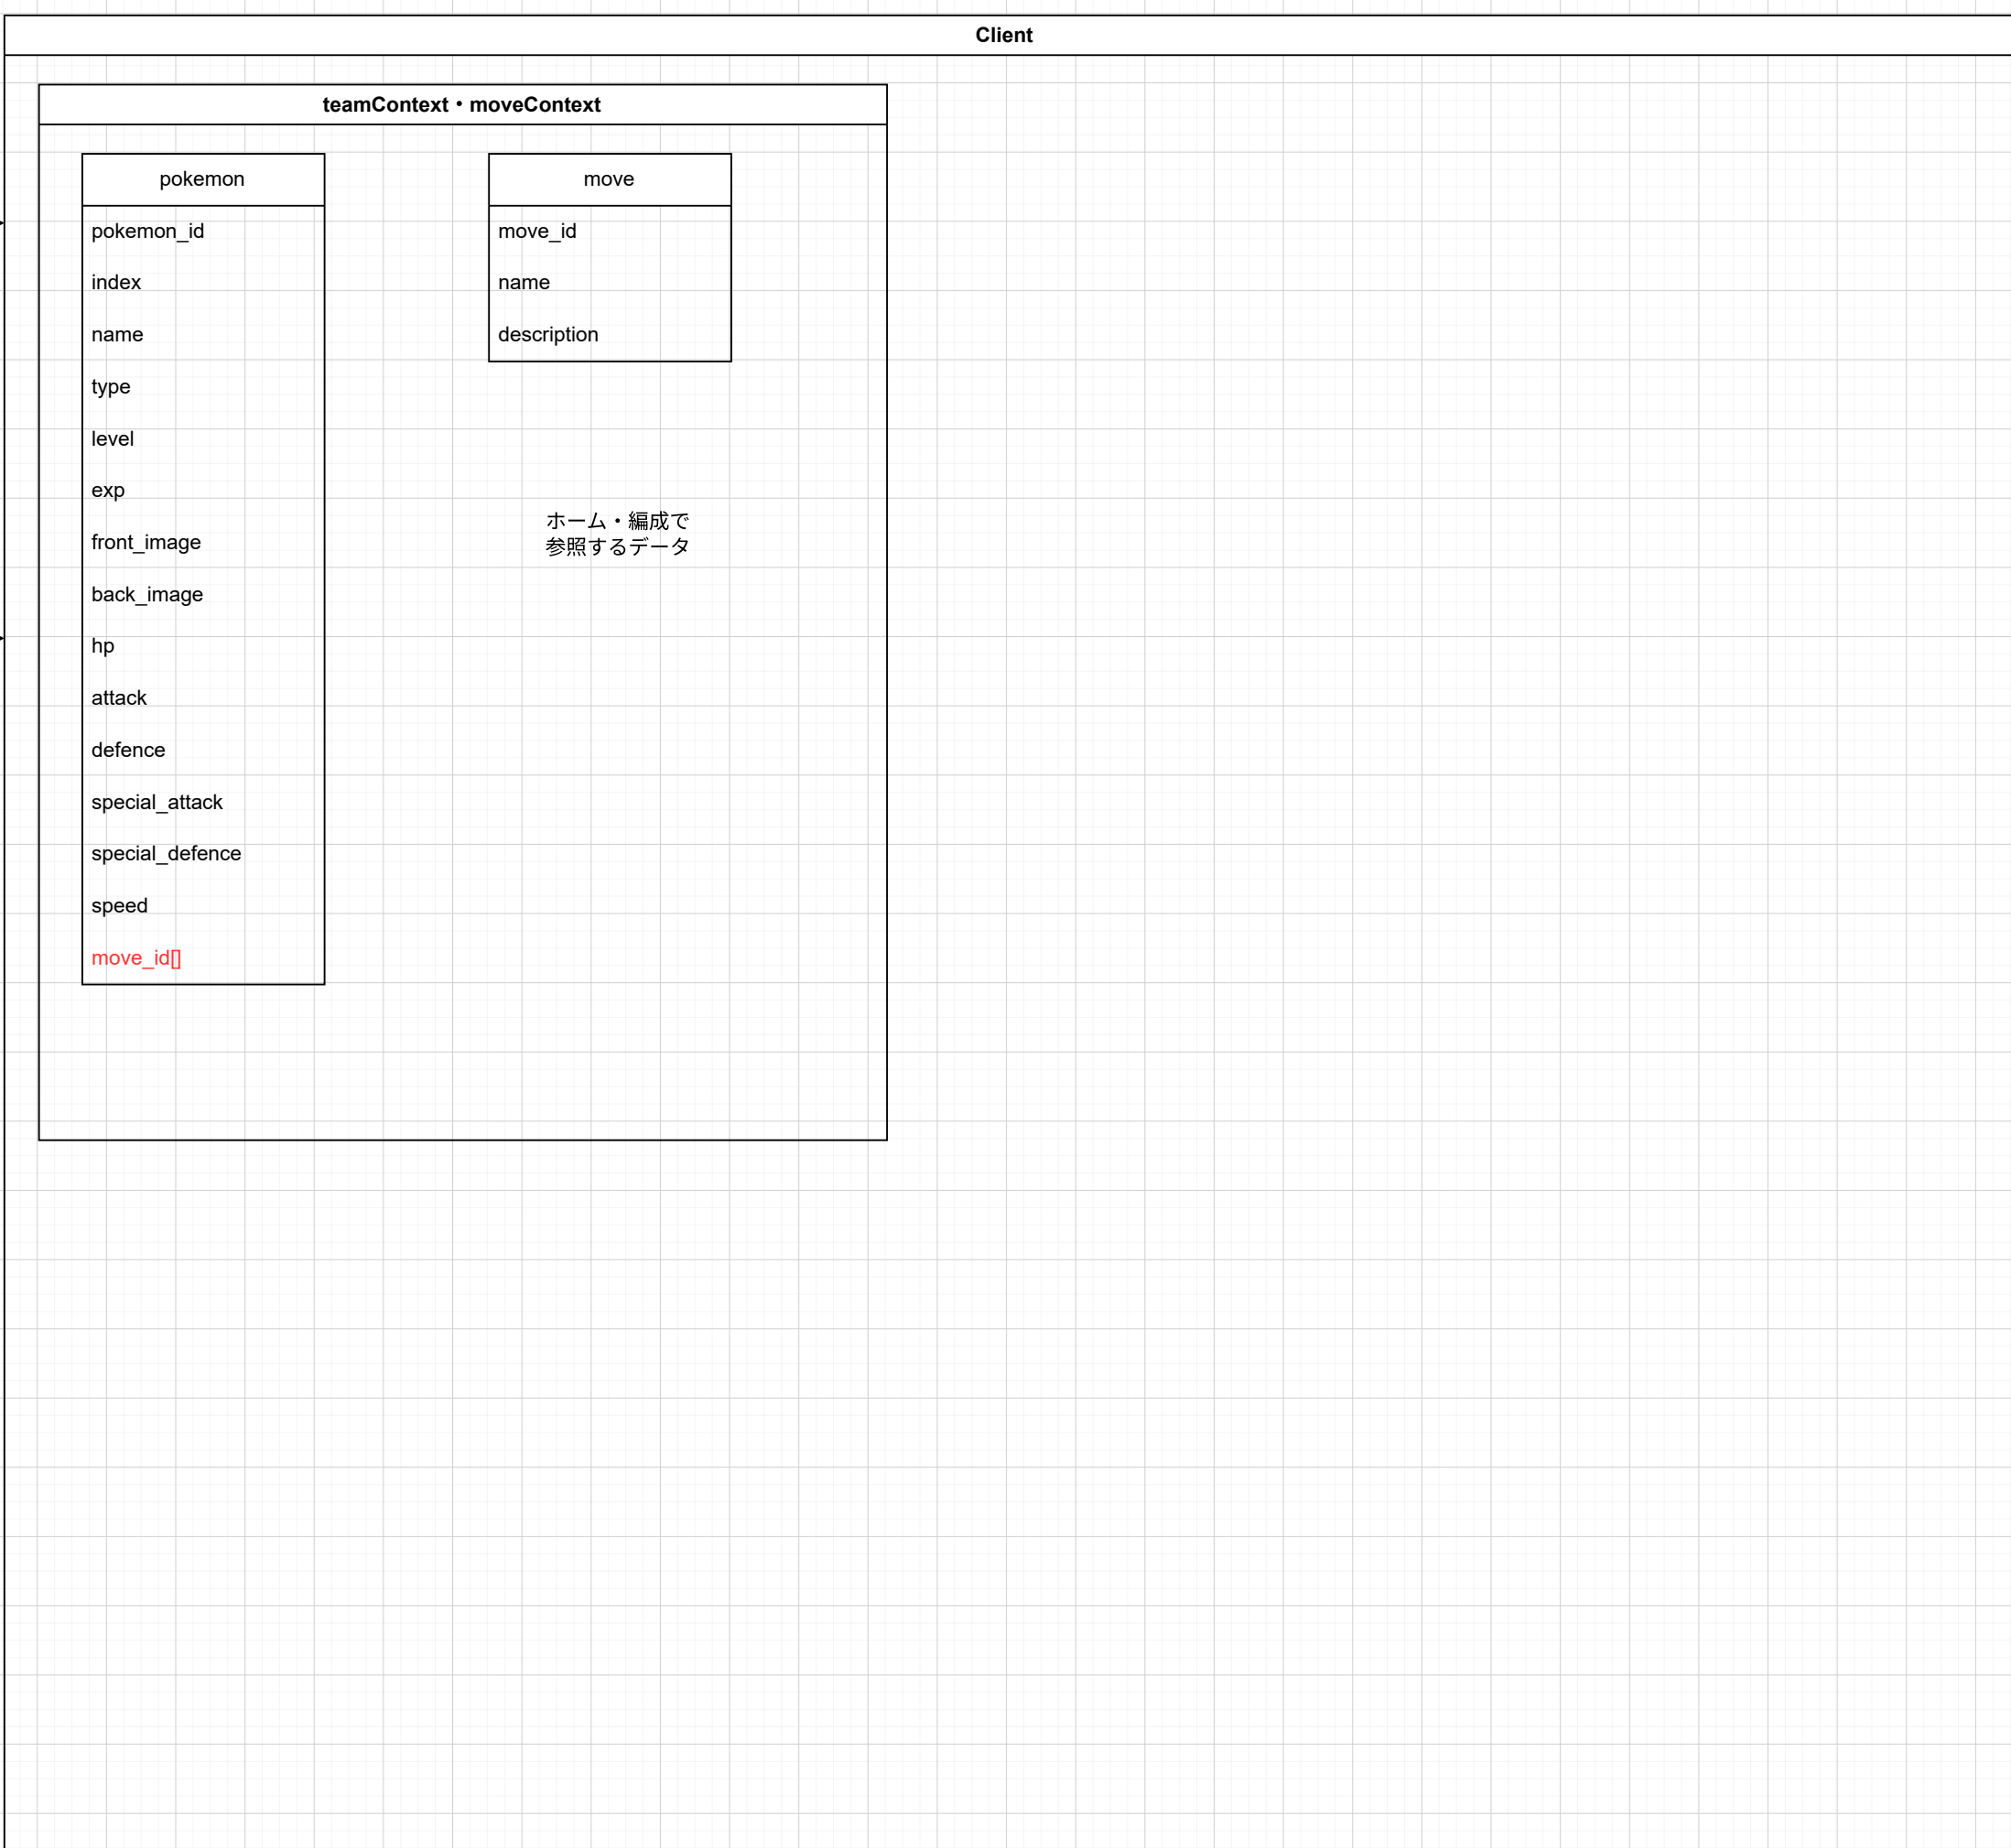 Client
teamContext・moveContext
pokemon
pokemon_id
index
name
type
level
exp
front_image
back_image
hp
attack
defence
special_attack
special_defence
speed
move_id[]
move
move_id
name
description
ホーム・編成で
参照するデータ